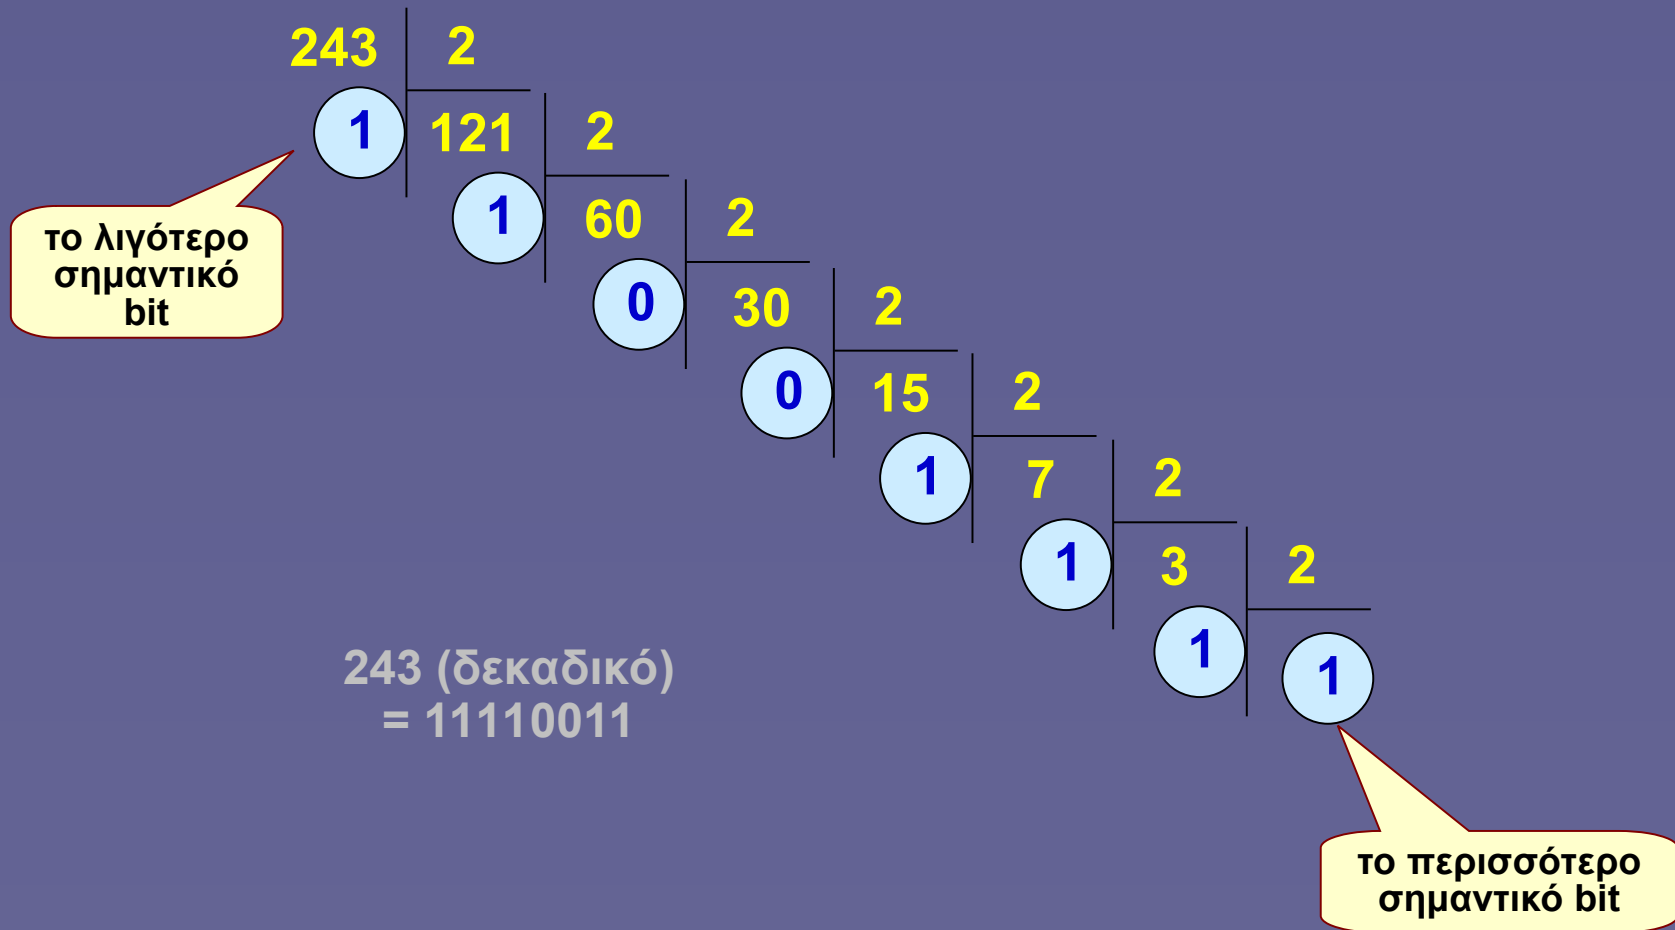 243 2
1 121 2
1 60 2
0 30 2
0 15 2
1 7 2
1 3 2
1 1
το λιγότερο
σημαντικό
bit
243 (δεκαδικό)
= 11110011
το περισσότερο
σημαντικό bit